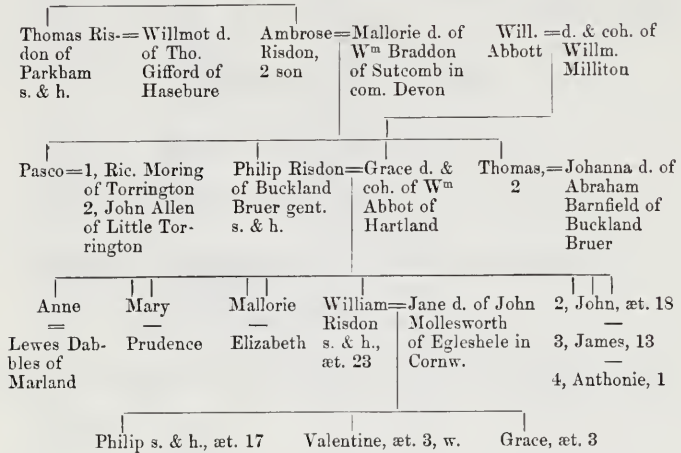 Thomas Ris-=Willmot d. Ambrose=Mallorie d. of Will. =d. & coh. of
don of of Tho. Risdon, Wm Braddon Abbott Willm.
Parkham Gifford of 2 son of Sutcomb in Milliton
s. & h. Hasebure com. Devon
Pasco=1, Ric. Moring Philip Risdon=Grace d. & Thomas,=Johanna d. of
of Torrington of Buckland coh. of Wm 2 Abraham
2, John Allen Bruer gent. Abbot of Barnfield of
of Little Tor- s. & h. Hartland Buckland
rington Bruer
Anne Mary Mallorie William=Jane d. of John 2, John, æt. 18
= — — Risdon Mollesworth —
Lewes Dab- Prudence Elizabeth s. & h., of Egleshele in 3, James, 13
bles of æt. 23 Cornw. —
Marland 4, Anthonie, 1
Philip s. & h., æt. 17 Valentine, æt. 3, w. Grace, æt. 3